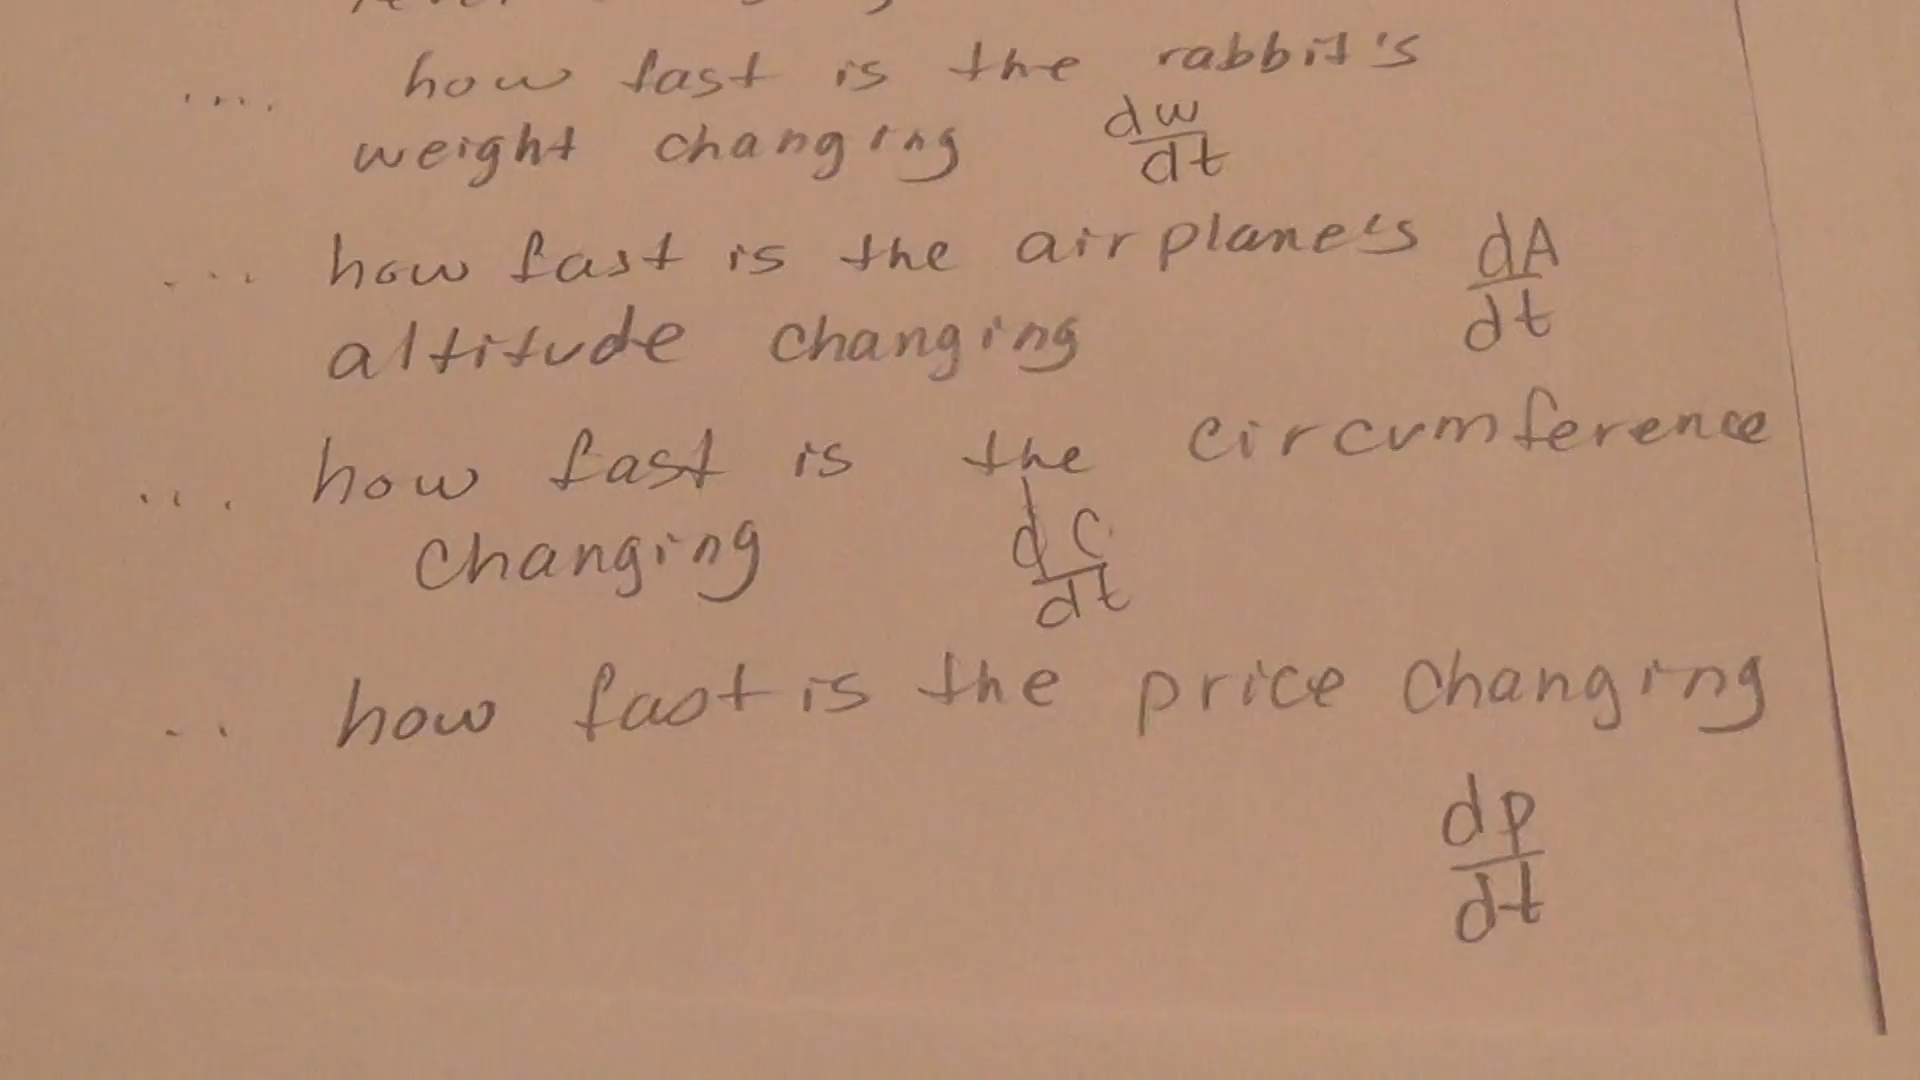 .... how fast is the rabbit's
weight changing dw/dt
... how fast is the airplane's dA/dt
altitude changing
... how fast is the circumference
changing dC/dt
.. how fast is the price changing
dp/dt